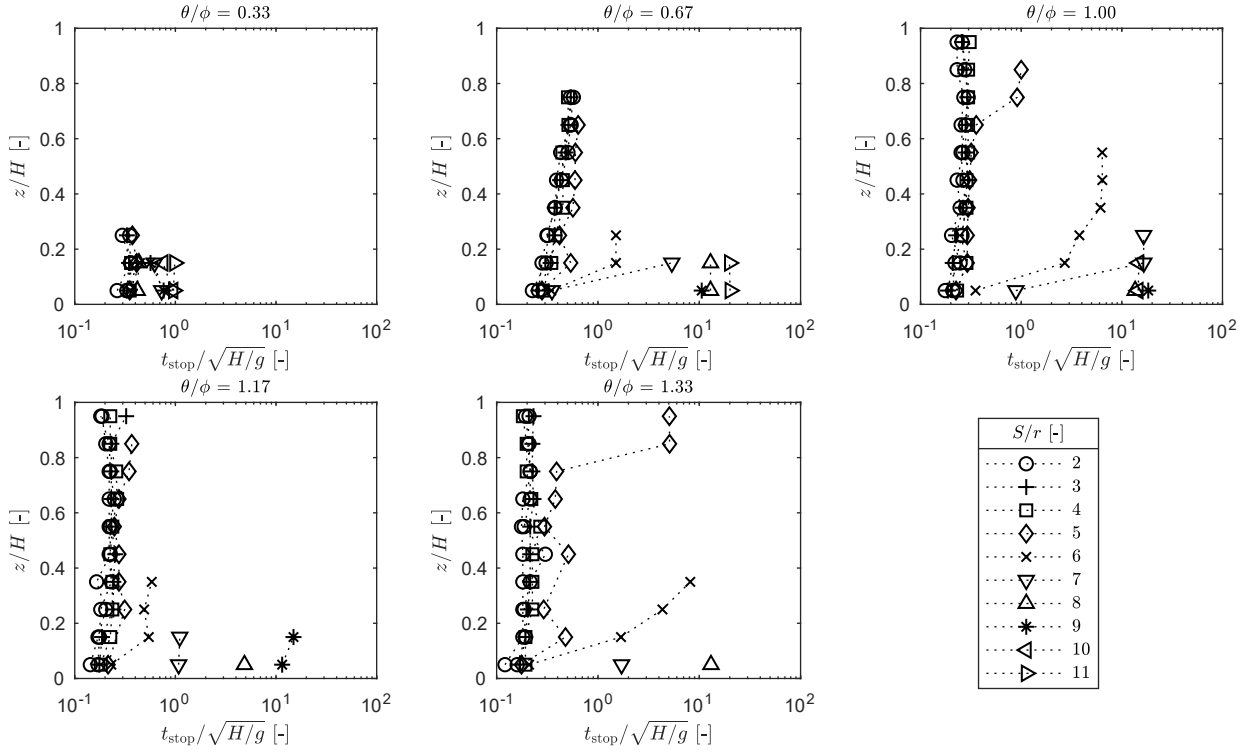 θ/ϕ = 0.33
θ/ϕ = 0.67
θ/ϕ = 1.00
1
0.8
0.6
0.4
0.2
0
z/H [-]
10⁻¹ 10⁰ 10¹ 10²
t_stop/√H/g [-]
1
0.8
0.6
0.4
0.2
0
z/H [-]
10⁻¹ 10⁰ 10¹ 10²
t_stop/√H/g [-]
1
0.8
0.6
0.4
0.2
0
z/H [-]
10⁻¹ 10⁰ 10¹ 10²
t_stop/√H/g [-]
θ/ϕ = 1.17
θ/ϕ = 1.33
1
0.8
0.6
0.4
0.2
0
z/H [-]
10⁻¹ 10⁰ 10¹ 10²
t_stop/√H/g [-]
1
0.8
0.6
0.4
0.2
0
z/H [-]
10⁻¹ 10⁰ 10¹ 10²
t_stop/√H/g [-]
S/r [-]
2
3
4
5
6
7
8
9
10
11